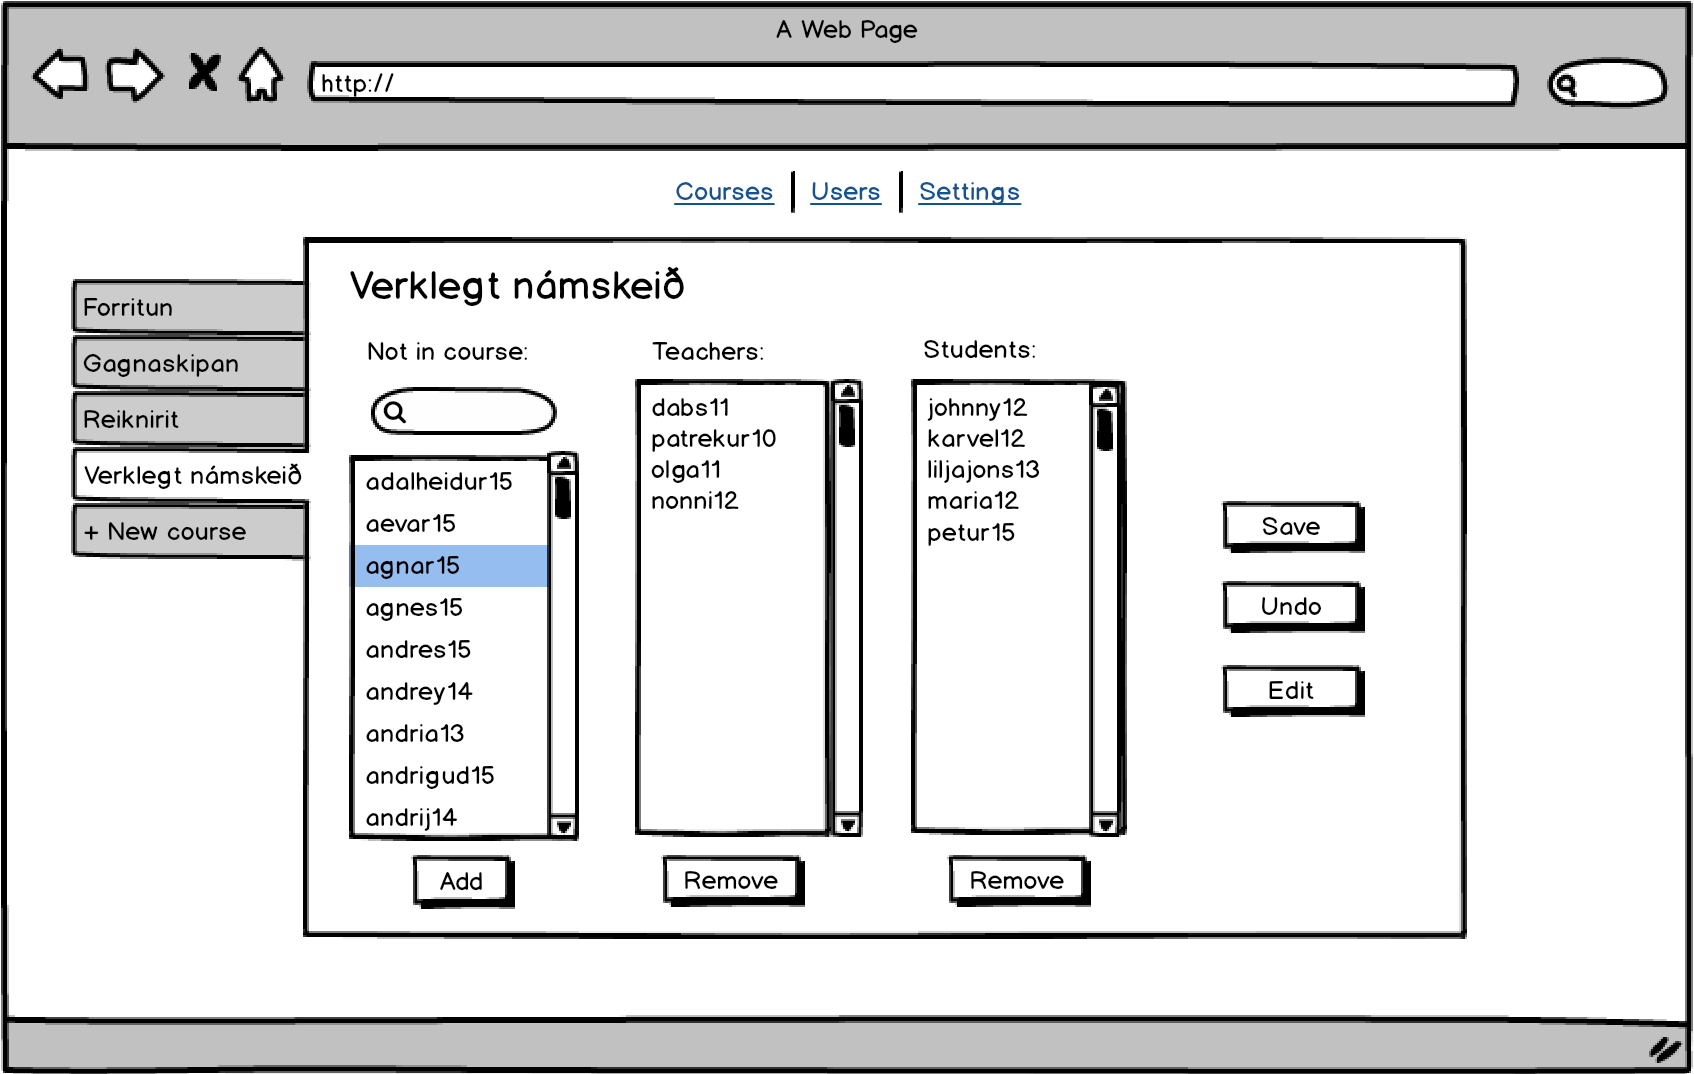 A Web Page
http://
Courses | Users | Settings
Forritun
Gagnaskipan
Reiknirit
Verklegt námskeið
+ New course
Verklegt námskeið
Not in course:
adalheidur15
aevar15
agnar15
agnes15
andres15
andrey14
andria13
andrigud15
andrij14
Add
Teachers:
dabs11
patrekur10
olga11
nonni12
Remove
Students:
johnny12
karvel12
liljajons13
maria12
petur15
Remove
Save
Undo
Edit